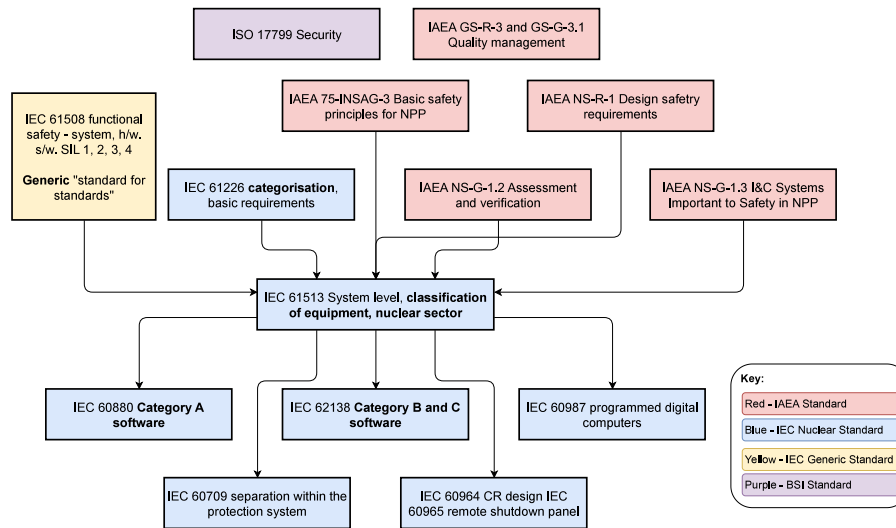 ISO 17799 Security
IAEA GS-R-3 and GS-G-3.1
Quality management
IEC 61508 functional
safety - system, h/w.
s/w. SIL 1, 2, 3, 4
Generic "standard for
standards"
IAEA 75-INSAG-3 Basic safety
principles for NPP
IAEA NS-R-1 Design safetry
requirements
IEC 61226 categorisation,
basic requirements
IAEA NS-G-1.2 Assessment
and verification
IAEA NS-G-1.3 I&C Systems
Important to Safety in NPP
IEC 61513 System level, classification
of equipment, nuclear sector
IEC 60880 Category A
software
IEC 62138 Category B and C
software
IEC 60987 programmed digital
computers
IEC 60709 separation within the
protection system
IEC 60964 CR design IEC
60965 remote shutdown panel
Key:
Red - IAEA Standard
Blue - IEC Nuclear Standard
Yellow - IEC Generic Standard
Purple - BSI Standard